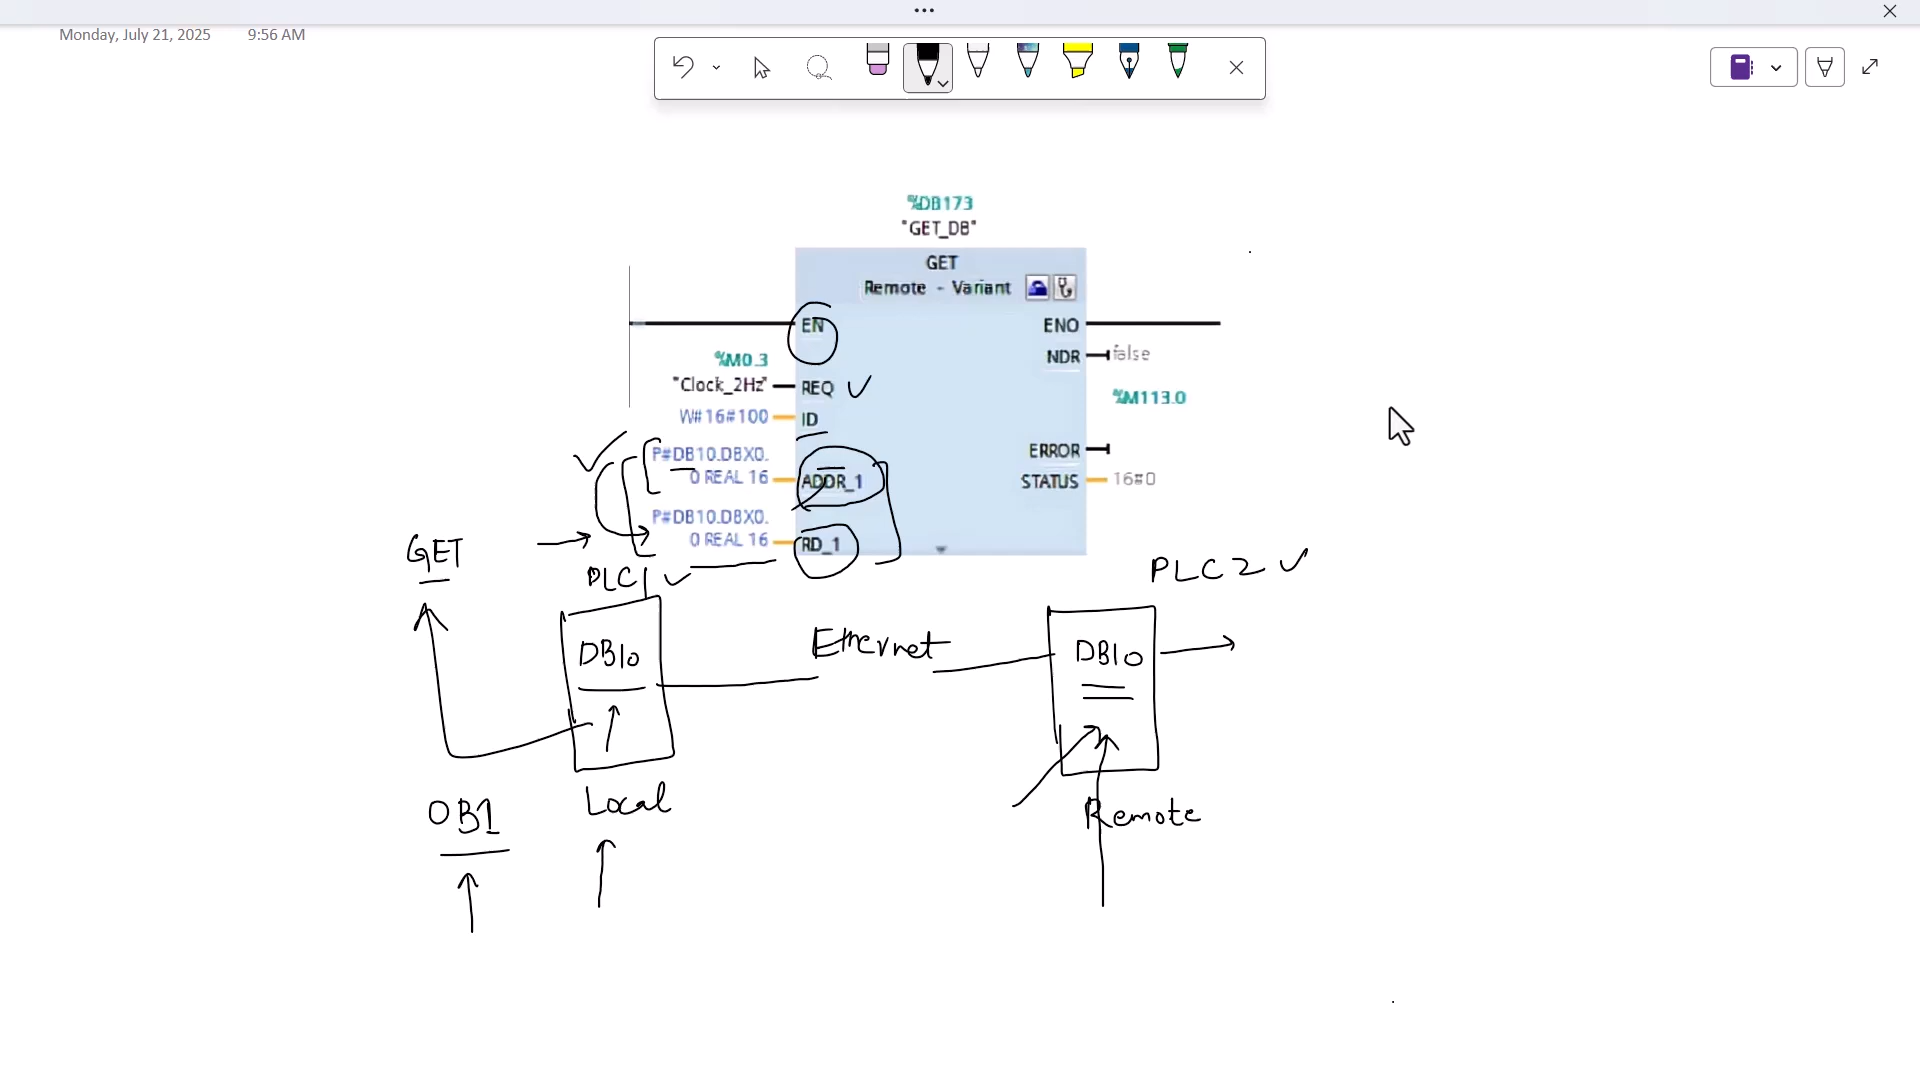 Monday, July 21, 2025 9:56 AM
%DB173
"GET_DB"
GET
Remote - Variant
EN ENO
%M0.3
NDR false
"Clock_2Hz" REQ
%M113.0
W#16#100 ID
P#DB10.DBX0. ERROR
0 REAL 16 ADDR_1 STATUS 16#0
P#DB10.DBX0.
0 REAL 16 RD_1
GET
PLC1 PLC2
DB10 Ethernet DB10
OB1 Local Remote